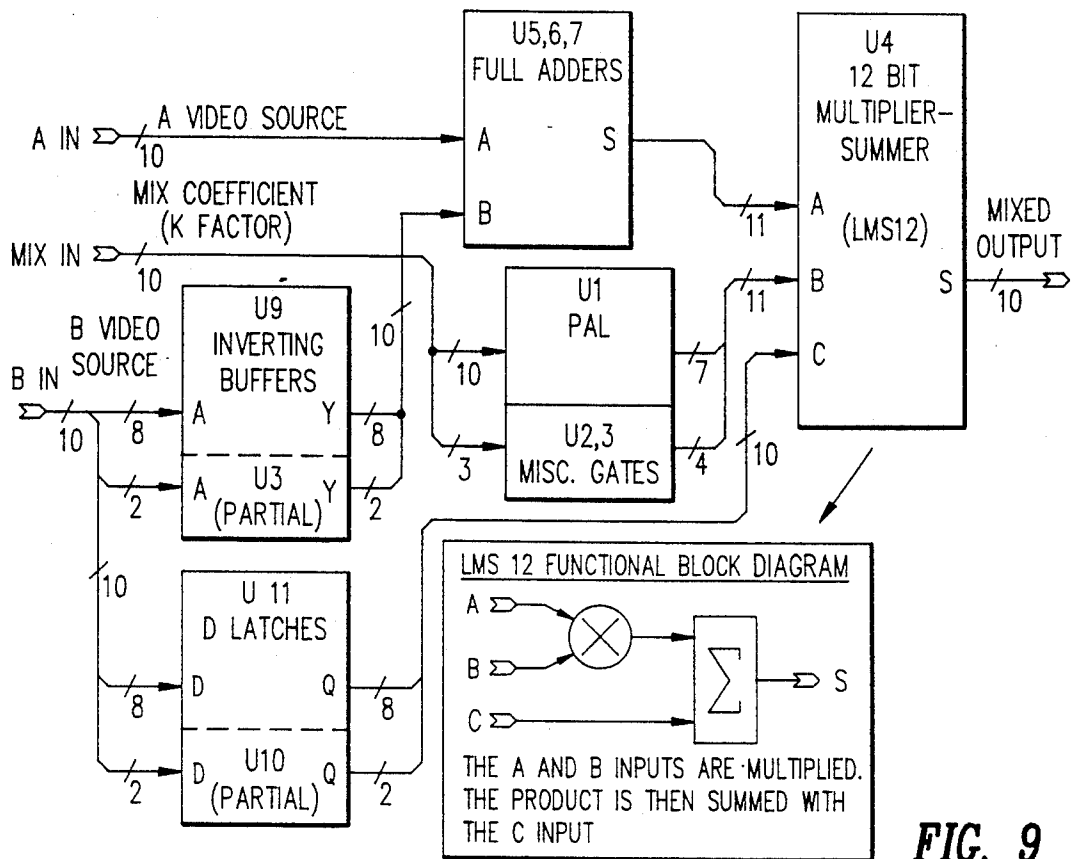 U5,6,7
FULL ADDERS
A
B
S
U4
12 BIT
MULTIPLIER-
SUMMER
(LMS12)
A
B
C
S
A IN
A VIDEO SOURCE
10
MIX COEFFICIENT
(K FACTOR)
MIX IN
10
11
11
MIXED
OUTPUT
10
B VIDEO
SOURCE
B IN
10
8
2
U9
INVERTING
BUFFERS
A
Y
8
10
U3
(PARTIAL)
A
Y
2
10
3
U1
PAL
7
U2,3
MISC. GATES
4
10
10
U 11
D LATCHES
D
Q
8
8
U10
(PARTIAL)
D
Q
2
2
LMS 12 FUNCTIONAL BLOCK DIAGRAM
A
B
C
Σ
S
THE A AND B INPUTS ARE MULTIPLIED.
THE PRODUCT IS THEN SUMMED WITH
THE C INPUT
FIG. 9